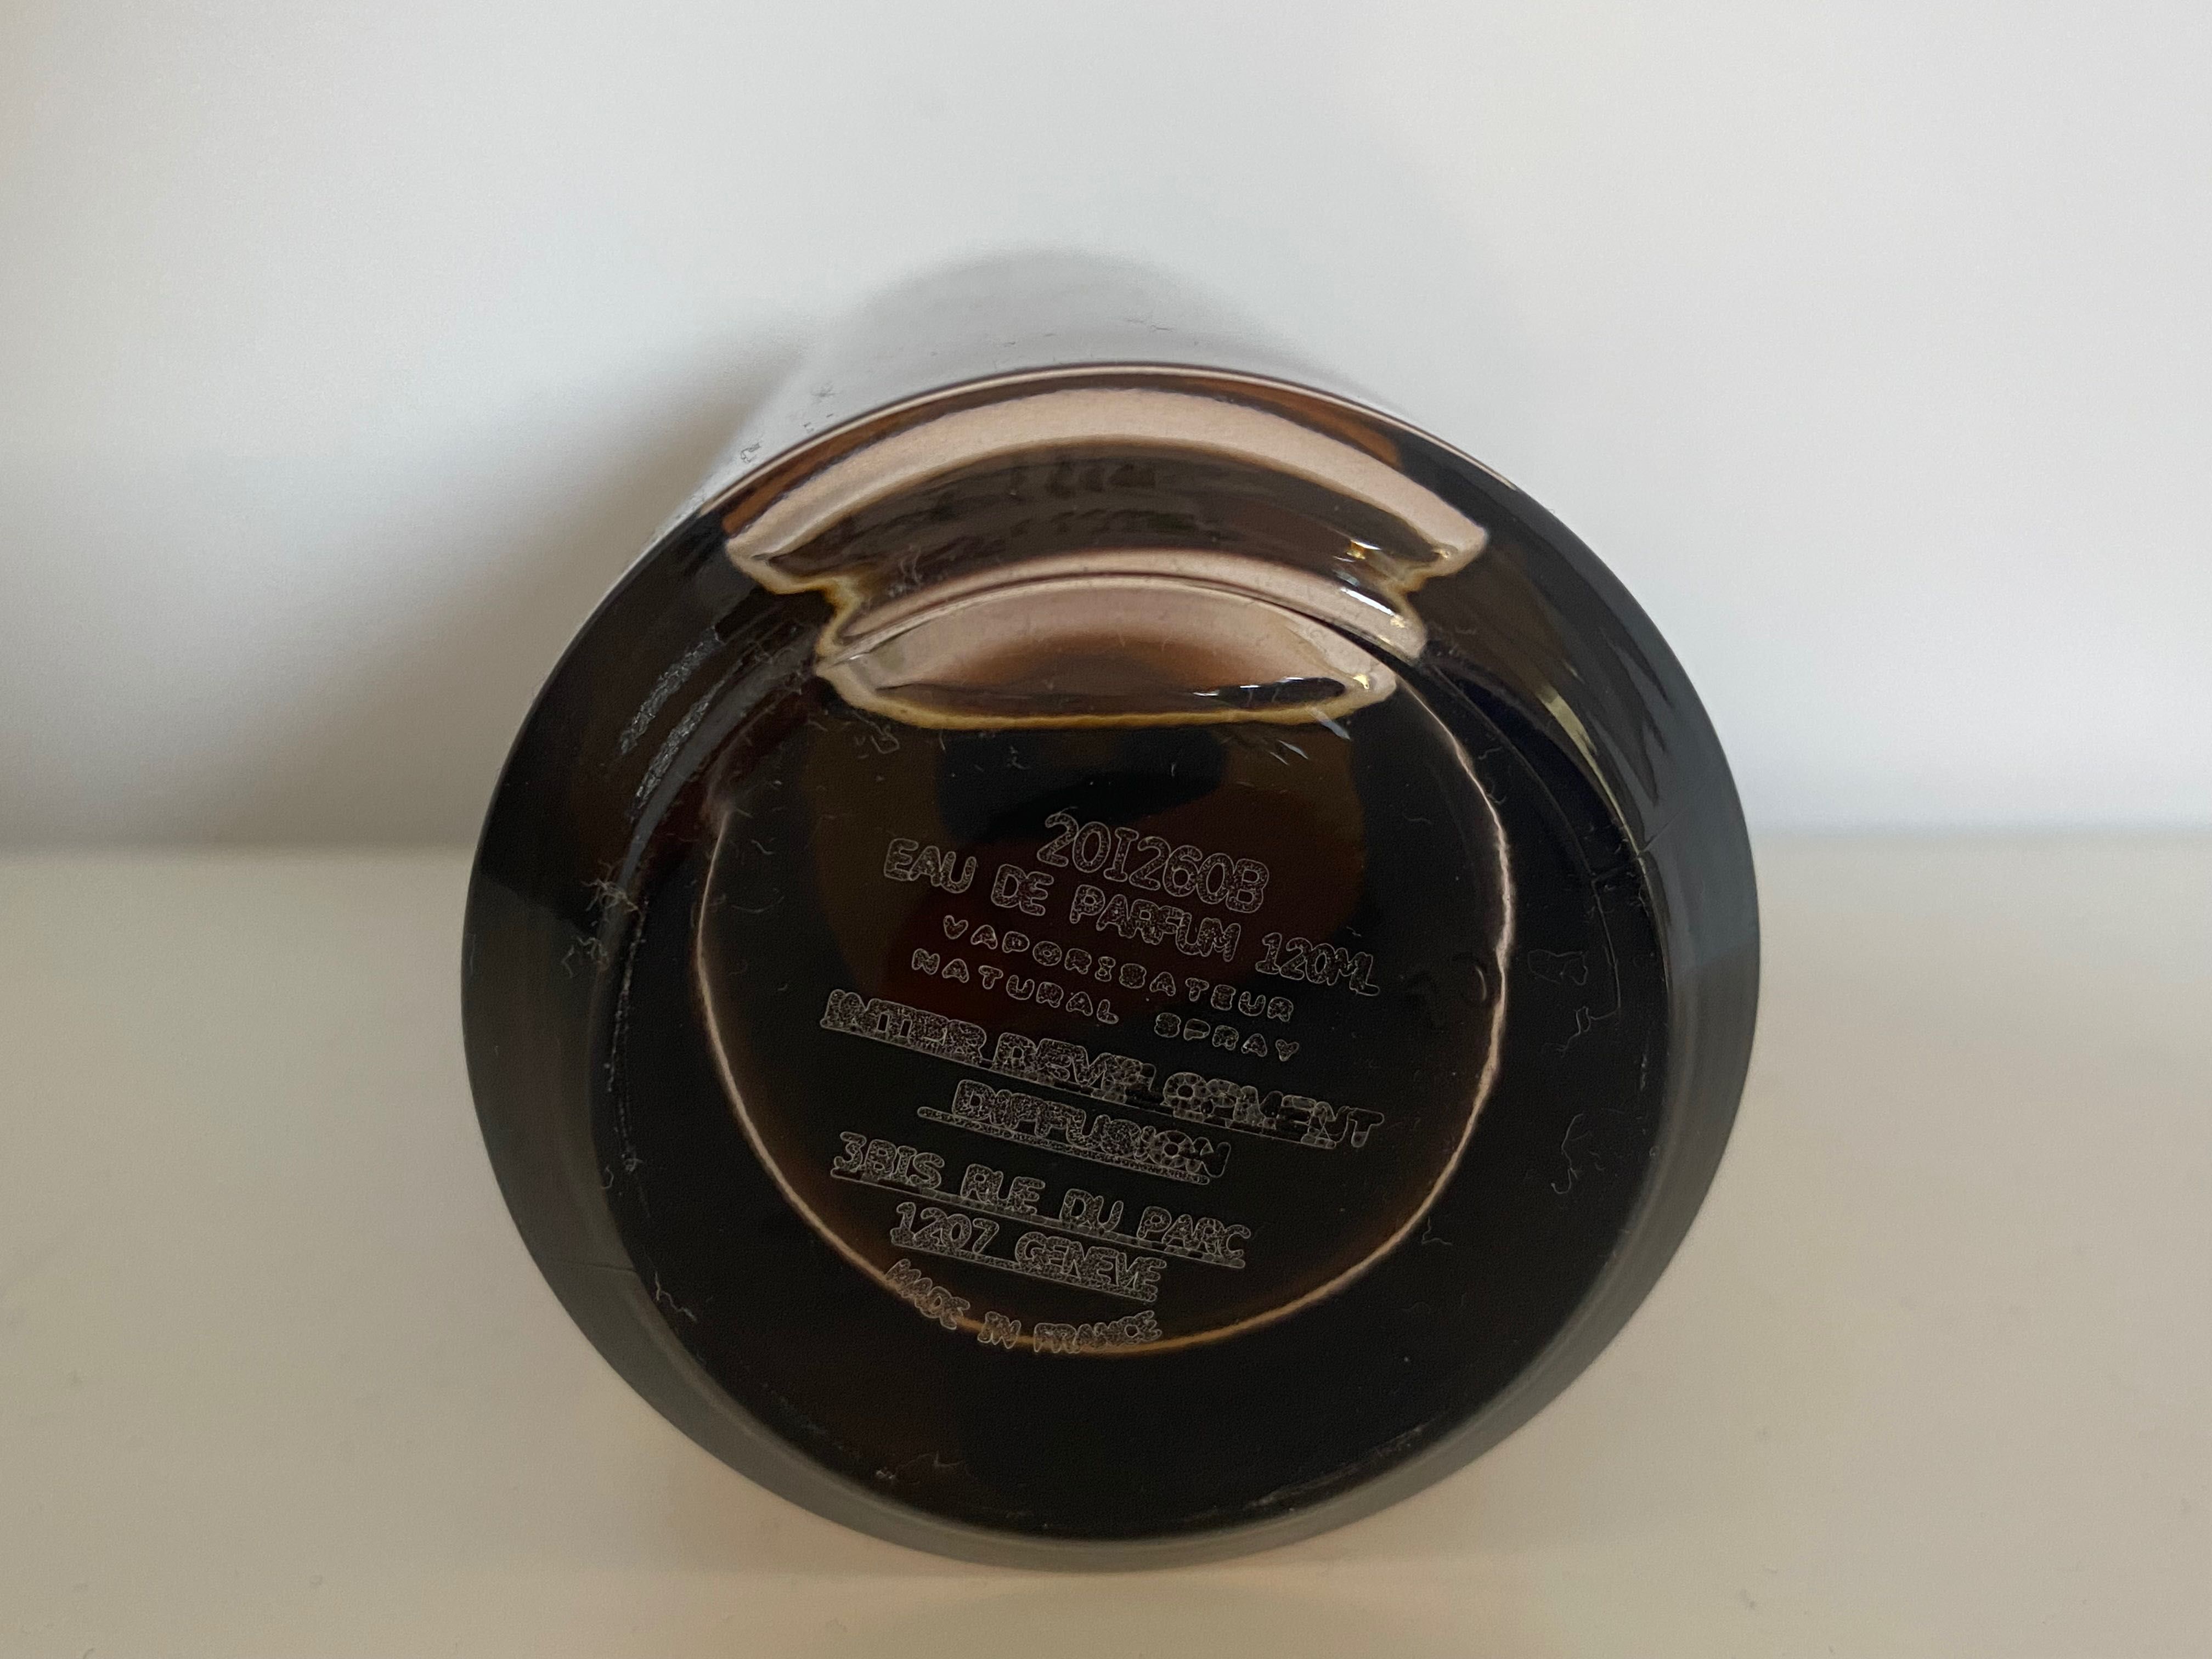 20I260B
EAU DE PARFUM 120ML
VAPORISATEUR
NATURAL SPRAY
INTER DEVELOPMENT
DIFFUSION
3BIS RUE DU PARC
1207 GENEVE
MADE IN FRANCE